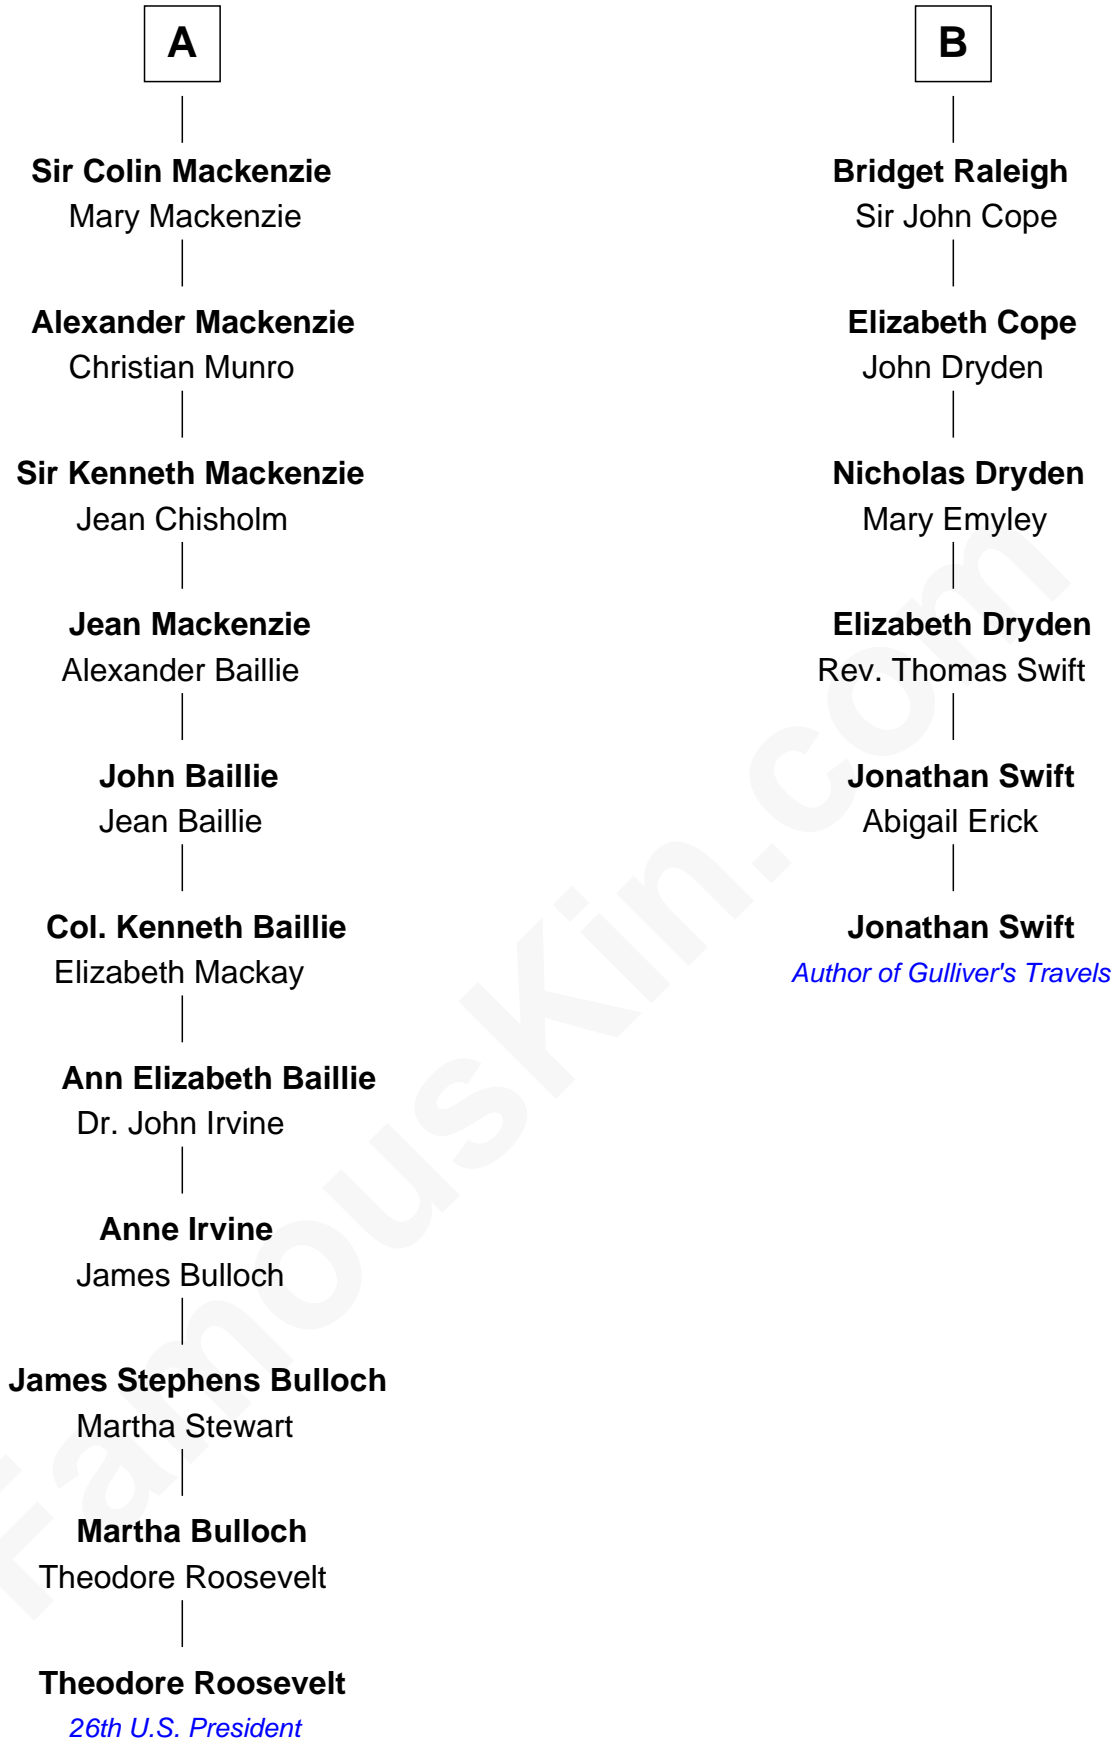 A
Sir Colin Mackenzie
Mary Mackenzie
Alexander Mackenzie
Christian Munro
Sir Kenneth Mackenzie
Jean Chisholm
Jean Mackenzie
Alexander Baillie
John Baillie
Jean Baillie
Col. Kenneth Baillie
Elizabeth Mackay
Ann Elizabeth Baillie
Dr. John Irvine
Anne Irvine
James Bulloch
James Stephens Bulloch
Martha Stewart
Martha Bulloch
Theodore Roosevelt
Theodore Roosevelt
26th U.S. President
B
Bridget Raleigh
Sir John Cope
Elizabeth Cope
John Dryden
Nicholas Dryden
Mary Emyley
Elizabeth Dryden
Rev. Thomas Swift
Jonathan Swift
Abigail Erick
Jonathan Swift
Author of Gulliver's Travels
FamousKin.com